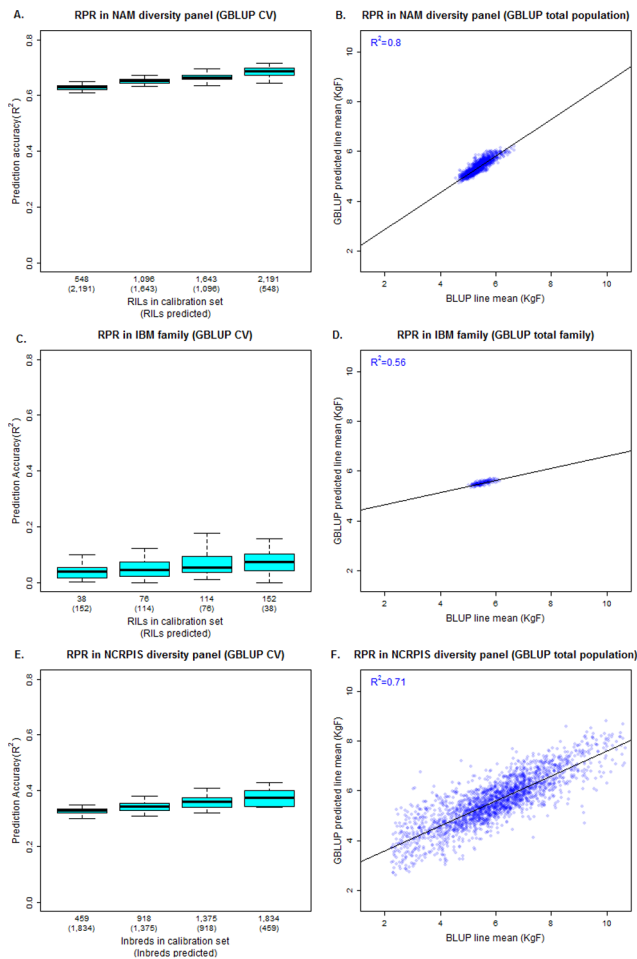 A. RPR in NAM diversity panel (GBLUP CV)
Prediction accuracy(R²)
0.8
0.6
0.4
0.2
0.0
548 1,096 1,643 2,191
(2,191) (1,643) (1,096) (548)
RILs in calibration set
(RILs predicted)
B. RPR in NAM diversity panel (GBLUP total population)
R²=0.8
GBLUP predicted line mean (KgF)
10
8
6
4
2
2 4 6 8 10
BLUP line mean (KgF)
C. RPR in IBM family (GBLUP CV)
Prediction Accuracy(R²)
0.8
0.6
0.4
0.2
0.0
38 76 114 152
(152) (114) (76) (38)
RILs in calibration set
(RILs predicted)
D. RPR in IBM family (GBLUP total family)
R²=0.56
GBLUP predicted line mean (KgF)
10
8
6
4
2
2 4 6 8 10
BLUP line mean (KgF)
E. RPR in NCRPIS diversity panel (GBLUP CV)
Prediction Accuracy(R²)
0.8
0.6
0.4
0.2
0.0
459 918 1,375 1,834
(1,834) (1,375) (918) (459)
Inbreds in calibration set
(Inbreds predicted)
F. RPR in NCRPIS diversity panel (GBLUP total population)
R²=0.71
GBLUP predicted line mean (KgF)
10
8
6
4
2
2 4 6 8 10
BLUP line mean (KgF)